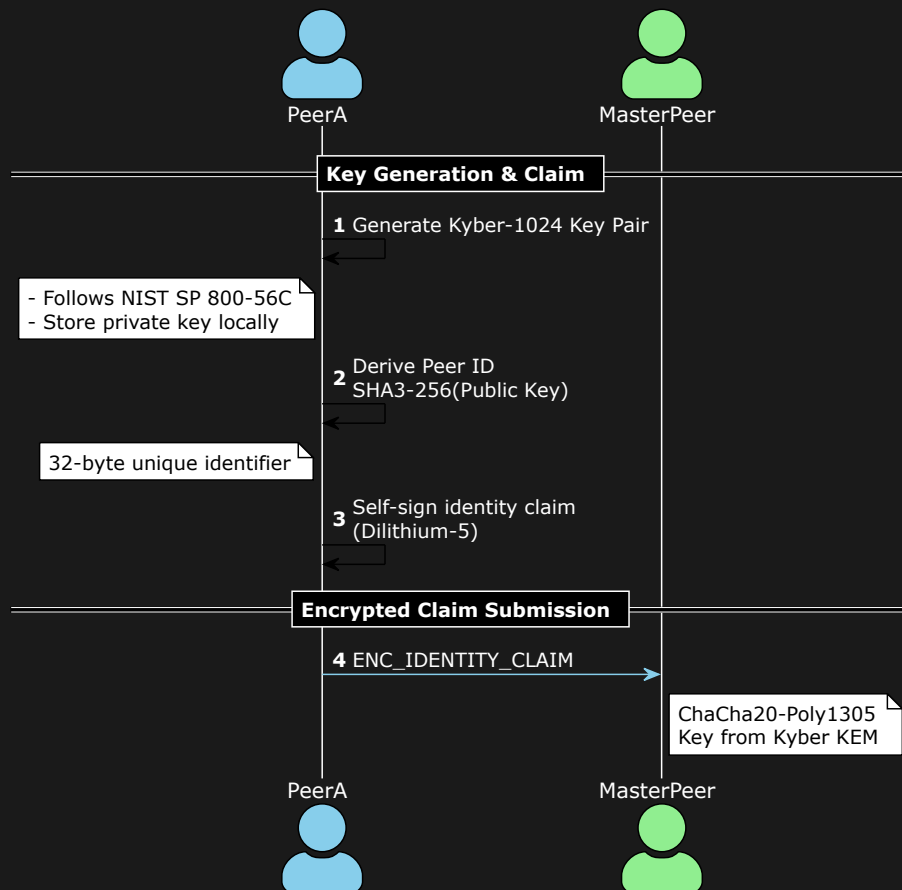 PeerA
MasterPeer
Key Generation & Claim
1 Generate Kyber-1024 Key Pair
- Follows NIST SP 800-56C
- Store private key locally
2 Derive Peer ID
SHA3-256(Public Key)
32-byte unique identifier
3 Self-sign identity claim
(Dilithium-5)
Encrypted Claim Submission
4 ENC_IDENTITY_CLAIM
ChaCha20-Poly1305
Key from Kyber KEM
PeerA
MasterPeer